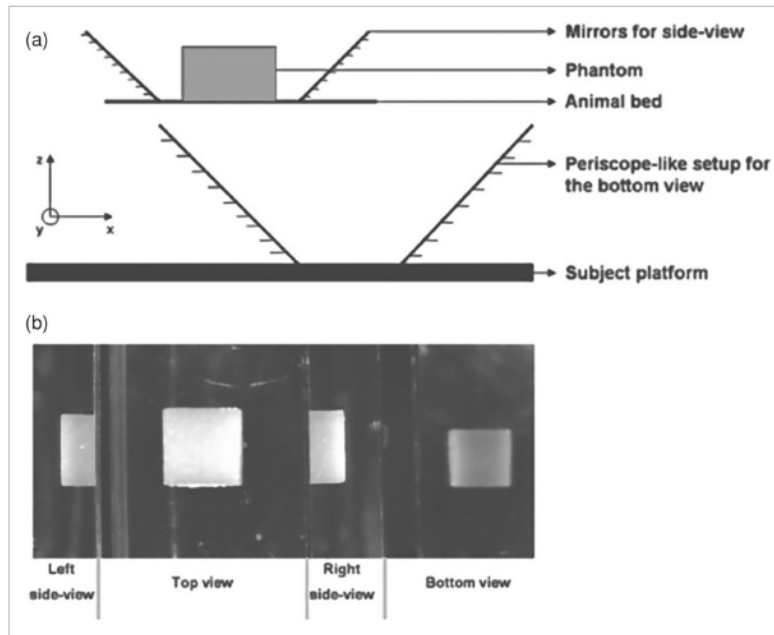 (a)
Mirrors for side-view
Phantom
Animal bed
z
y
x
Periscope-like setup for
the bottom view
Subject platform
(b)
Left
side-view
Top view
Right
side-view
Bottom view